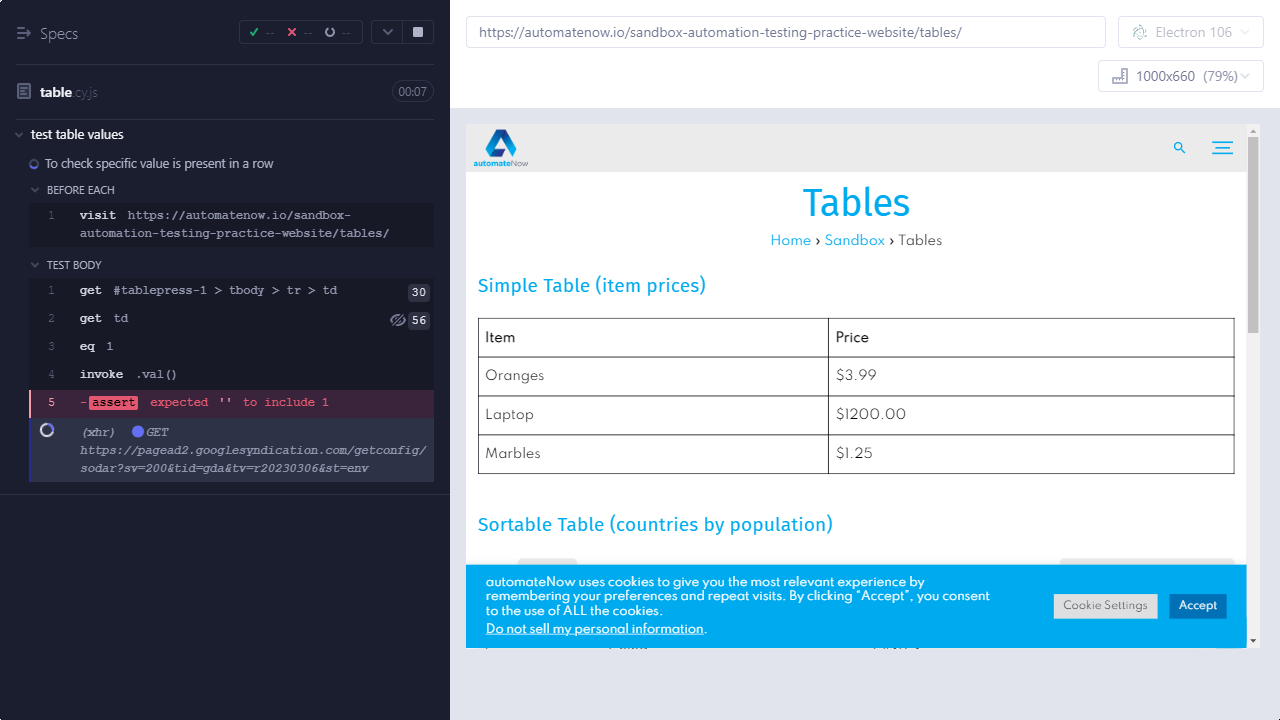 Specs
--
--
--
table.cy.js
00:07
test table values
To check specific value is present in a row
BEFORE EACH
1 visit https://automatenow.io/sandbox-
automation-testing-practice-website/tables/
TEST BODY
1 get #tablepress-1 > tbody > tr > td 30
2 get td 56
3 eq 1
4 invoke .val()
5 -assert expected '' to include 1
(xhr) GET
https://pagead2.googlesyndication.com/getconfig/
sodar?sv=200&tid=gda&tv=r20230306&st=env
https://automatenow.io/sandbox-automation-testing-practice-website/tables/
Electron 106
1000x660 (79%)
automateNow
Tables
Home › Sandbox › Tables
Simple Table (item prices)
Item Price
Oranges $3.99
Laptop $1200.00
Marbles $1.25
Sortable Table (countries by population)
automateNow uses cookies to give you the most relevant experience by
remembering your preferences and repeat visits. By clicking “Accept”, you consent
to the use of ALL the cookies.
Do not sell my personal information.
Cookie Settings
Accept